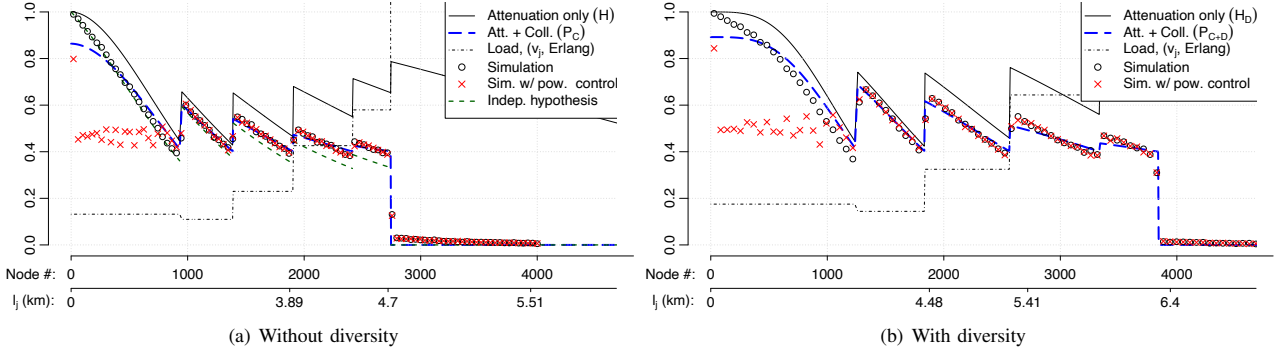 1.0
0.8
0.6
0.4
0.2
0.0
Attenuation only (H)
Att. + Coll. (P_C)
Load, (v_j, Erlang)
Simulation
Sim. w/ pow. control
Indep. hypothesis
Node #:
0 1000 2000 3000 4000
l_j (km):
0 3.89 4.7 5.51
(a) Without diversity
1.0
0.8
0.6
0.4
0.2
0.0
Attenuation only (H_D)
Att. + Coll. (P_{C+D})
Load, (v_j, Erlang)
Simulation
Sim. w/ pow. control
Node #:
0 1000 2000 3000 4000
l_j (km):
0 4.48 5.41 6.4
(b) With diversity